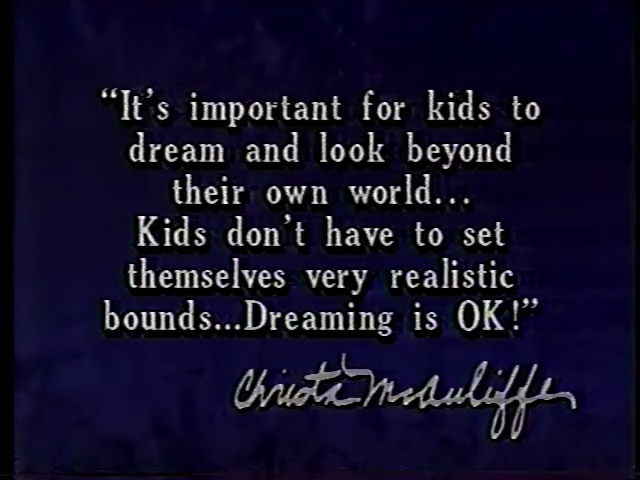 “It's important for kids to
dream and look beyond
their own world...
Kids don't have to set
themselves very realistic
bounds...Dreaming is OK!”
Christa McAuliffe